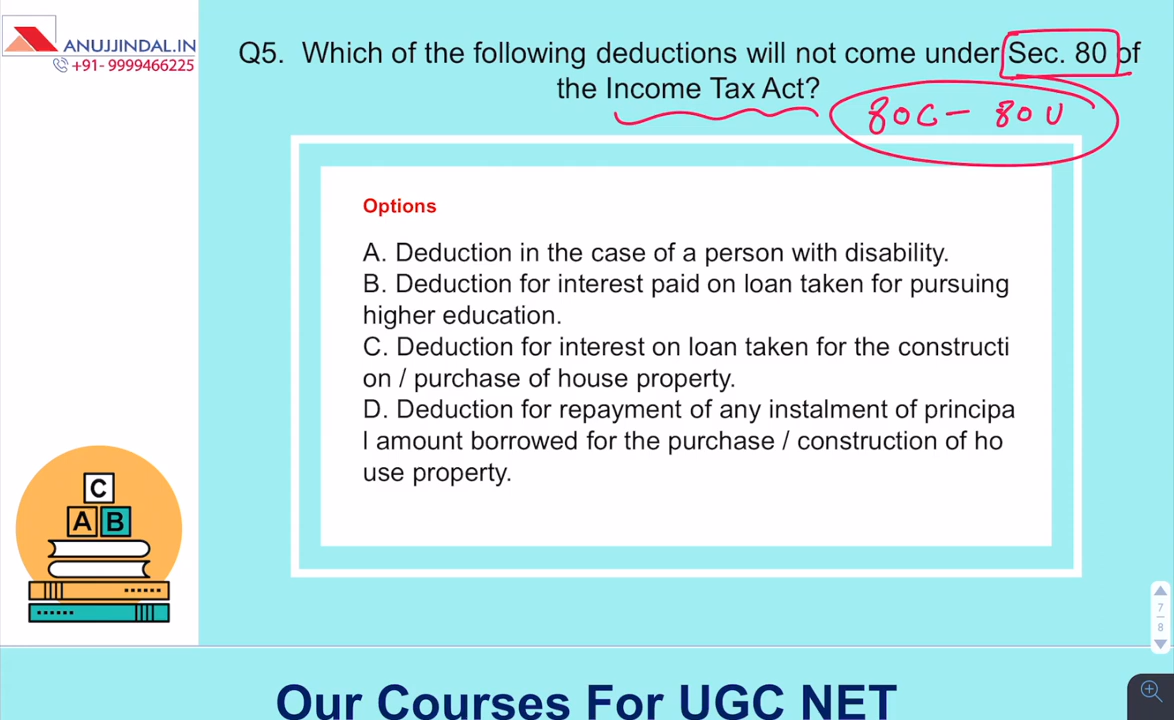 ANUJJINDAL.IN
+91- 9999466225
Q5. Which of the following deductions will not come under Sec. 80 of
the Income Tax Act?
80C - 80U
Options
A. Deduction in the case of a person with disability.
B. Deduction for interest paid on loan taken for pursuing
higher education.
C. Deduction for interest on loan taken for the constructi
on / purchase of house property.
D. Deduction for repayment of any instalment of principa
l amount borrowed for the purchase / construction of ho
use property.
C
A B
7
8
Our Courses For UGC NET